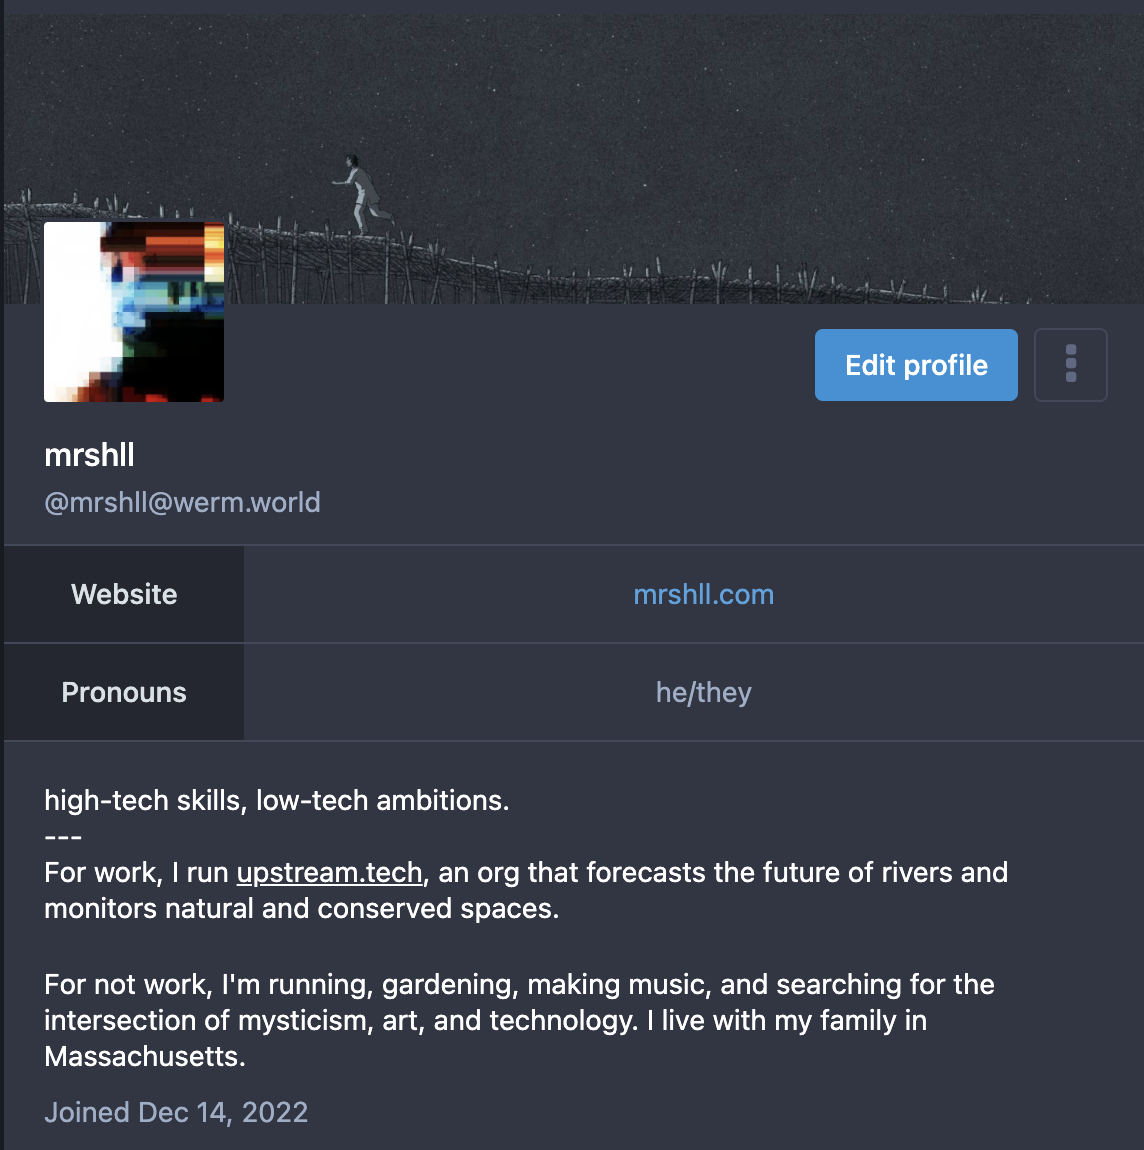 Edit profile
mrshll
@mrshll@werm.world
Website
mrshll.com
Pronouns
he/they
high-tech skills, low-tech ambitions.
---
For work, I run upstream.tech, an org that forecasts the future of rivers and
monitors natural and conserved spaces.
For not work, I'm running, gardening, making music, and searching for the
intersection of mysticism, art, and technology. I live with my family in
Massachusetts.
Joined Dec 14, 2022